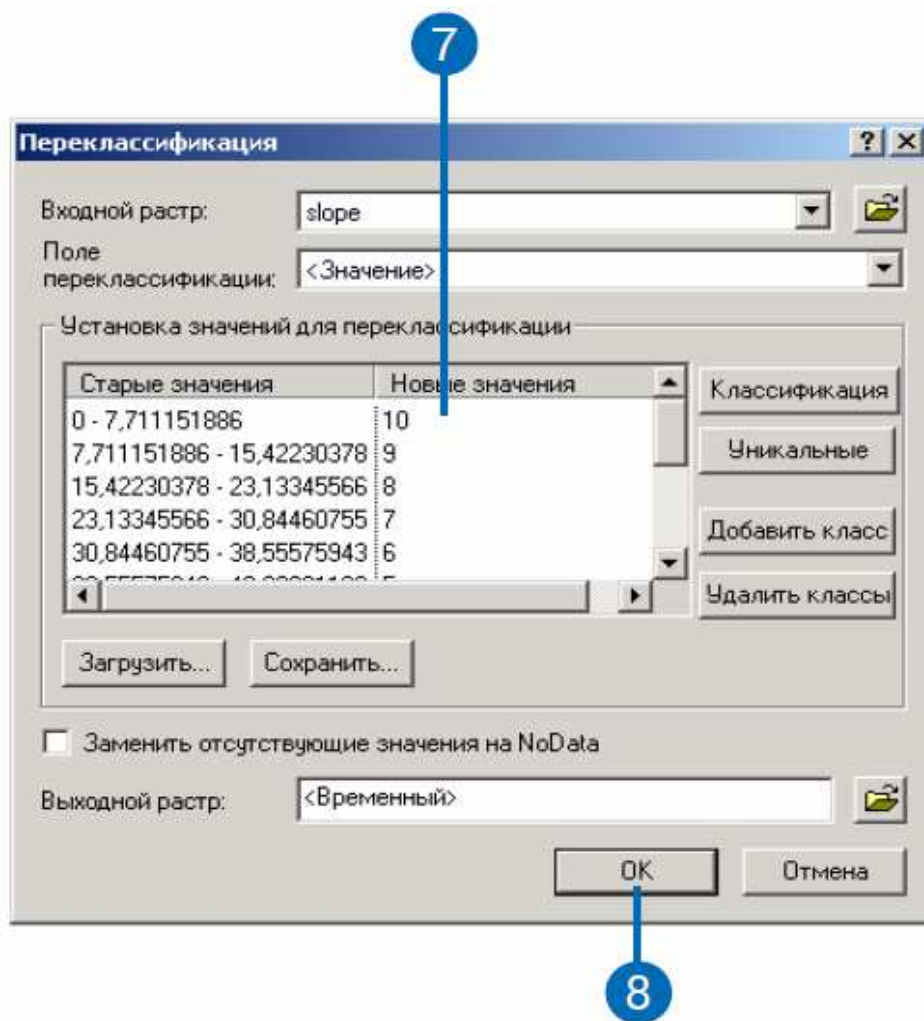 7
Переклассификация
Входной растр: slope
Поле
переклассификации: <Значение>
Установка значений для переклассификации
Старые значения Новые значения
0 - 7,711151886 10
7,711151886 - 15,42230378 9
15,42230378 - 23,13345566 8
23,13345566 - 30,84460755 7
30,84460755 - 38,55575943 6
Классификация
Уникальные
Добавить класс
Удалить классы
Загрузить... Сохранить...
Заменить отсутствующие значения на NoData
Выходной растр: <Временный>
OK Отмена
8